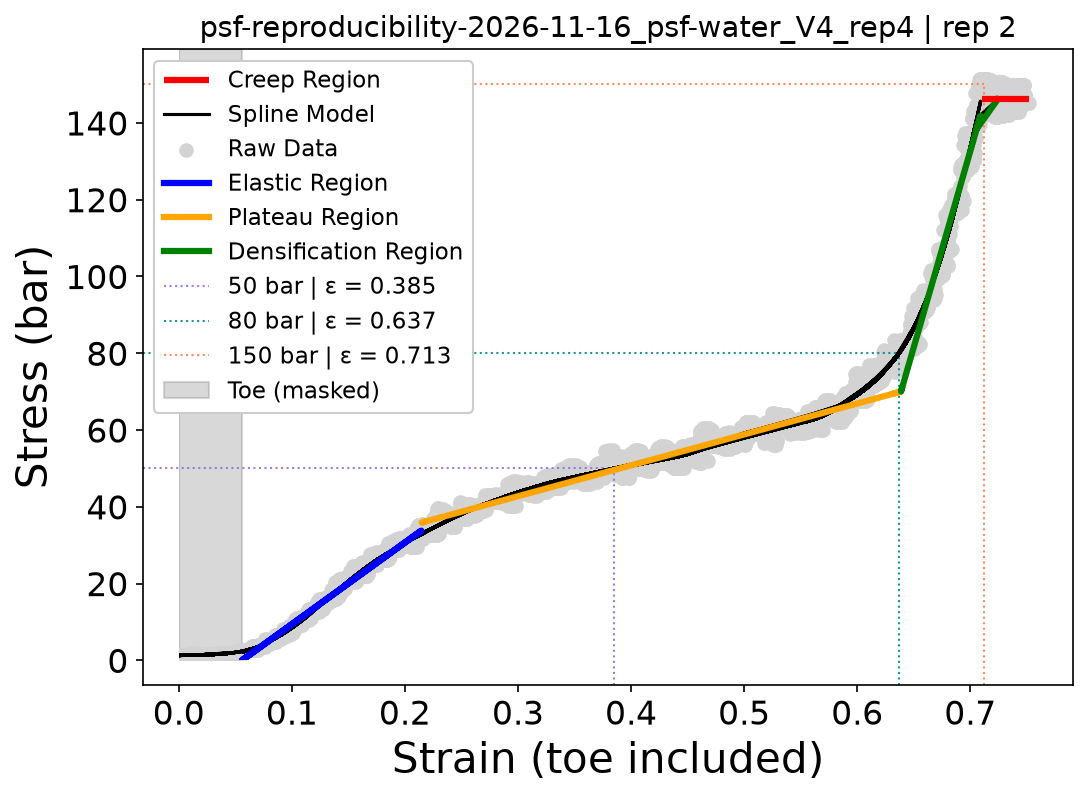 psf-reproducibility-2026-11-16_psf-water_V4_rep4 | rep 2
Creep Region
Spline Model
Raw Data
Elastic Region
Plateau Region
Densification Region
50 bar | ε = 0.385
80 bar | ε = 0.637
150 bar | ε = 0.713
Toe (masked)
Stress (bar)
140
120
100
80
60
40
20
0
0.0 0.1 0.2 0.3 0.4 0.5 0.6 0.7
Strain (toe included)